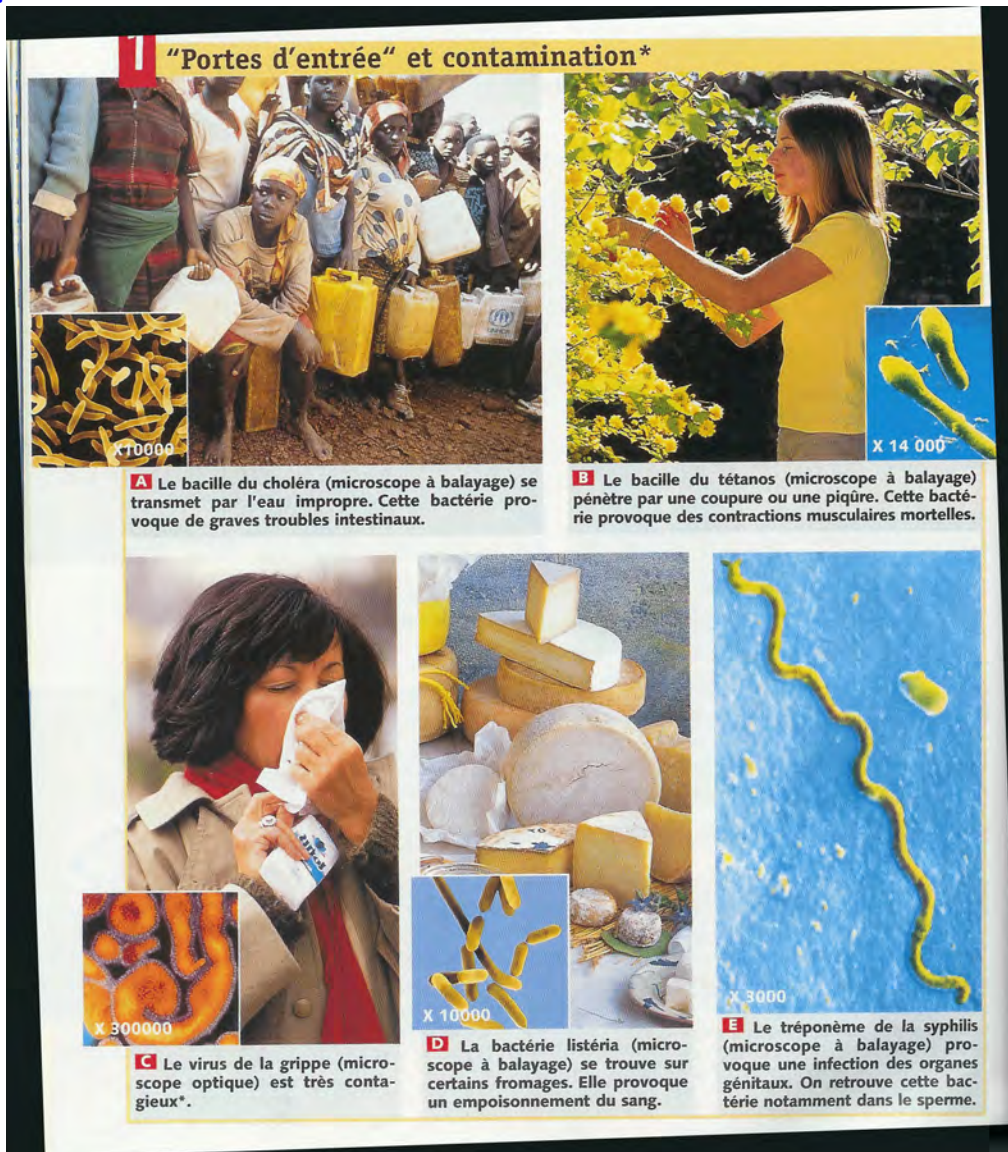 1 "Portes d'entrée" et contamination*
X10000
X 14 000
A Le bacille du choléra (microscope à balayage) se
transmet par l'eau impropre. Cette bactérie pro-
voque de graves troubles intestinaux.
B Le bacille du tétanos (microscope à balayage)
pénètre par une coupure ou une piqûre. Cette bacté-
rie provoque des contractions musculaires mortelles.
X 300000
X 10000
X 3000
C Le virus de la grippe (micro-
scope optique) est très conta-
gieux*.
D La bactérie listéria (micro-
scope à balayage) se trouve sur
certains fromages. Elle provoque
un empoisonnement du sang.
E Le tréponème de la syphilis
(microscope à balayage) pro-
voque une infection des organes
génitaux. On retrouve cette bac-
térie notamment dans le sperme.